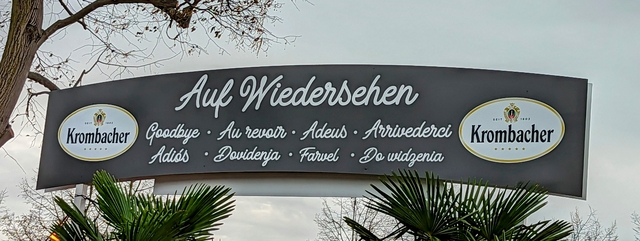 Auf Wiedersehen
Goodbye · Au revoir · Adeus · Arrivederci
Adiós · Dovidenja · Farvel · Do widzenia
Krombacher
Krombacher